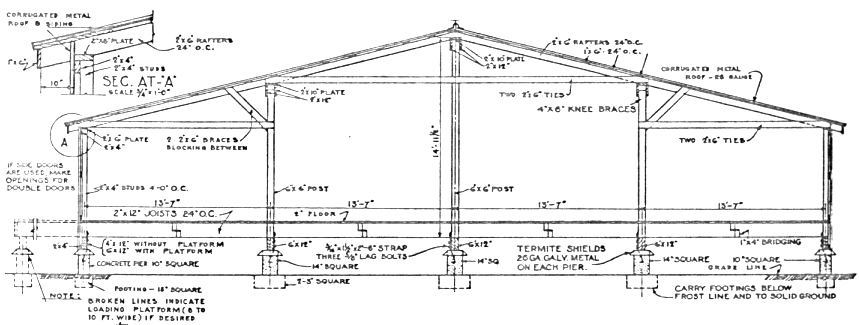 CORRUGATED METAL
ROOF & SIDING
2"X6" PLATE
2"X6" RAFTERS
24" O.C.
2"X4"
2"X4" STUDS
1"X6"
10"
SEC. AT-"A"
SCALE 3/4"=1'-0"
2"X6" RAFTERS 24" O.C.
1"X6" 24" O.C.
CORRUGATED METAL
ROOF - 28 GAUGE
2"X10" PLATE
2"X12"
2"X10" PLATE
2"X12"
TWO 2"X6" TIES
4"X6" KNEE BRACES
A
2"X6" PLATE
2"X4"
2 - 2"X6" BRACES
BLOCKING BETWEEN
14'-11 1/2"
TWO 2"X6" TIES
IF SIDE DOORS
ARE USED, MAKE
OPENINGS FOR
DOUBLE DOORS
2"X4" STUDS 4'-0" O.C.
6"X6" POST
6"X6" POST
13'-7"
13'-7"
13'-7"
13'-7"
2"X12" JOISTS 24" O.C.
2" FLOOR
2"X4"
4"X12" WITHOUT PLATFORM
6"X12" WITH PLATFORM
6"X12"
STRAP
THREE 5/8" LAG BOLTS
6"X12"
TERMITE SHIELDS
26 GA. GALV. METAL
ON EACH PIER.
6"X12"
1"X4" BRIDGING
CONCRETE PIER 10" SQUARE
14" SQUARE
14" SQ
14" SQUARE
10" SQUARE
GRADE LINE
FOOTING - 18" SQUARE
2'-3" SQUARE
CARRY FOOTINGS BELOW
FROST LINE AND TO SOLID GROUND
NOTE:
BROKEN LINES INDICATE
LOADING PLATFORM (8 TO
10 FT. WIDE) IF DESIRED